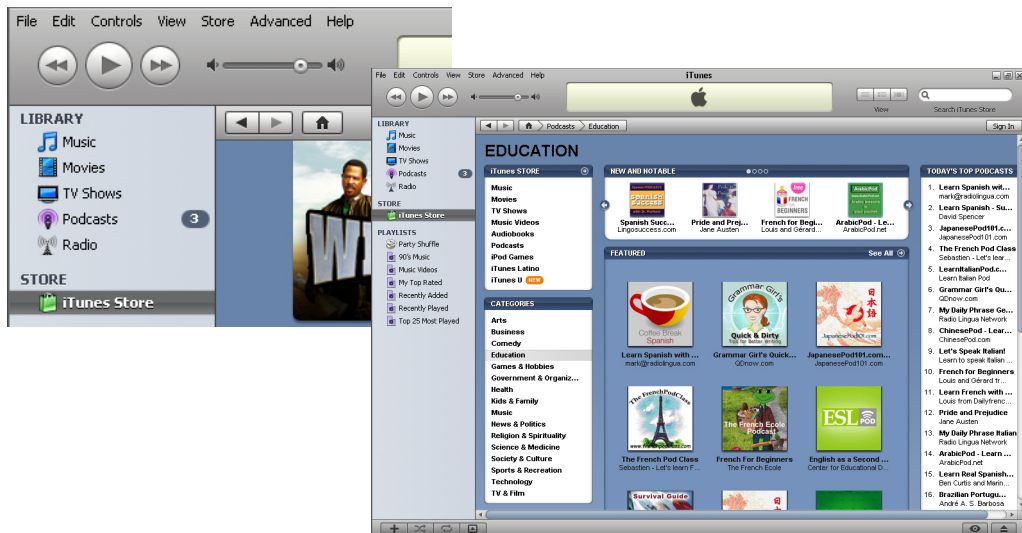 File Edit Controls View Store Advanced Help
LIBRARY
Music
Movies
TV Shows
Podcasts 3
Radio
STORE
iTunes Store
File Edit Controls View Store Advanced Help
iTunes
View
Search iTunes Store
LIBRARY
Music
Movies
TV Shows
Podcasts 3
Radio
STORE
iTunes Store
PLAYLISTS
Party Shuffle
90's Music
Music Videos
My Top Rated
Recently Added
Recently Played
Top 25 Most Played
Podcasts Education
Sign In
EDUCATION
iTunes STORE
Music
Movies
TV Shows
Music Videos
Audiobooks
Podcasts
iPod Games
iTunes Latino
iTunes U NEW
CATEGORIES
Arts
Business
Comedy
Education
Games & Hobbies
Government & Organiz...
Health
Kids & Family
Music
News & Politics
Religion & Spirituality
Science & Medicine
Society & Culture
Sports & Recreation
Technology
TV & Film
NEW AND NOTABLE
spanish
success
FRENCH
BEGINNERS
ArabicPod
Spanish Succ... Pride and Prej... French for Begi... ArabicPod - Le...
Lingosuccess.com Jane Austen Louis and Gérard... ArabicPod.net
FEATURED See All
Coffee Break
Spanish
Grammar Girl's
Quick & Dirty
Tips for Better Writing
日本語
JapanesePod101.com
Learn Spanish with ... Grammar Girl's Quick... JapanesePod101.com...
mark@radiolingua.com QDnow.com JapanesePod101.com
The FrenchPodClass
www.frenchpodclass.com
The French Ecole
Podcast
ESL POD
The French Pod Class French For Beginners English as a Second ...
Sebastien - Let's learn F... The French Ecole Center for Educational D...
Survival Guide
日
TODAY'S TOP PODCASTS
1. Learn Spanish wit...
mark@radiolingua.com
2. Learn Spanish - Su...
David Spencer
3. JapanesePod101.c...
JapanesePod101.com
4. The French Pod Class
Sebastien - Let's lear...
5. LearnItalianPod.c...
Learn Italian Pod
6. Grammar Girl's Qu...
QDnow.com
7. My Daily Phrase Ge...
Radio Lingua Network
8. ChinesePod - Lear...
ChinesePod.com
9. Let's Speak Italian!
Learn to speak Italian ...
10. French for Beginners
Louis and Gérard fr...
11. Learn French with ...
Louis from Dailyfrenc...
12. Pride and Prejudice
Jane Austen
13. My Daily Phrase Italian
Radio Lingua Network
14. ArabicPod - Learn ...
ArabicPod.net
15. Learn Real Spanish...
Ben Curtis and Marin...
16. Brazilian Portugu...
André A. S. Barbosa